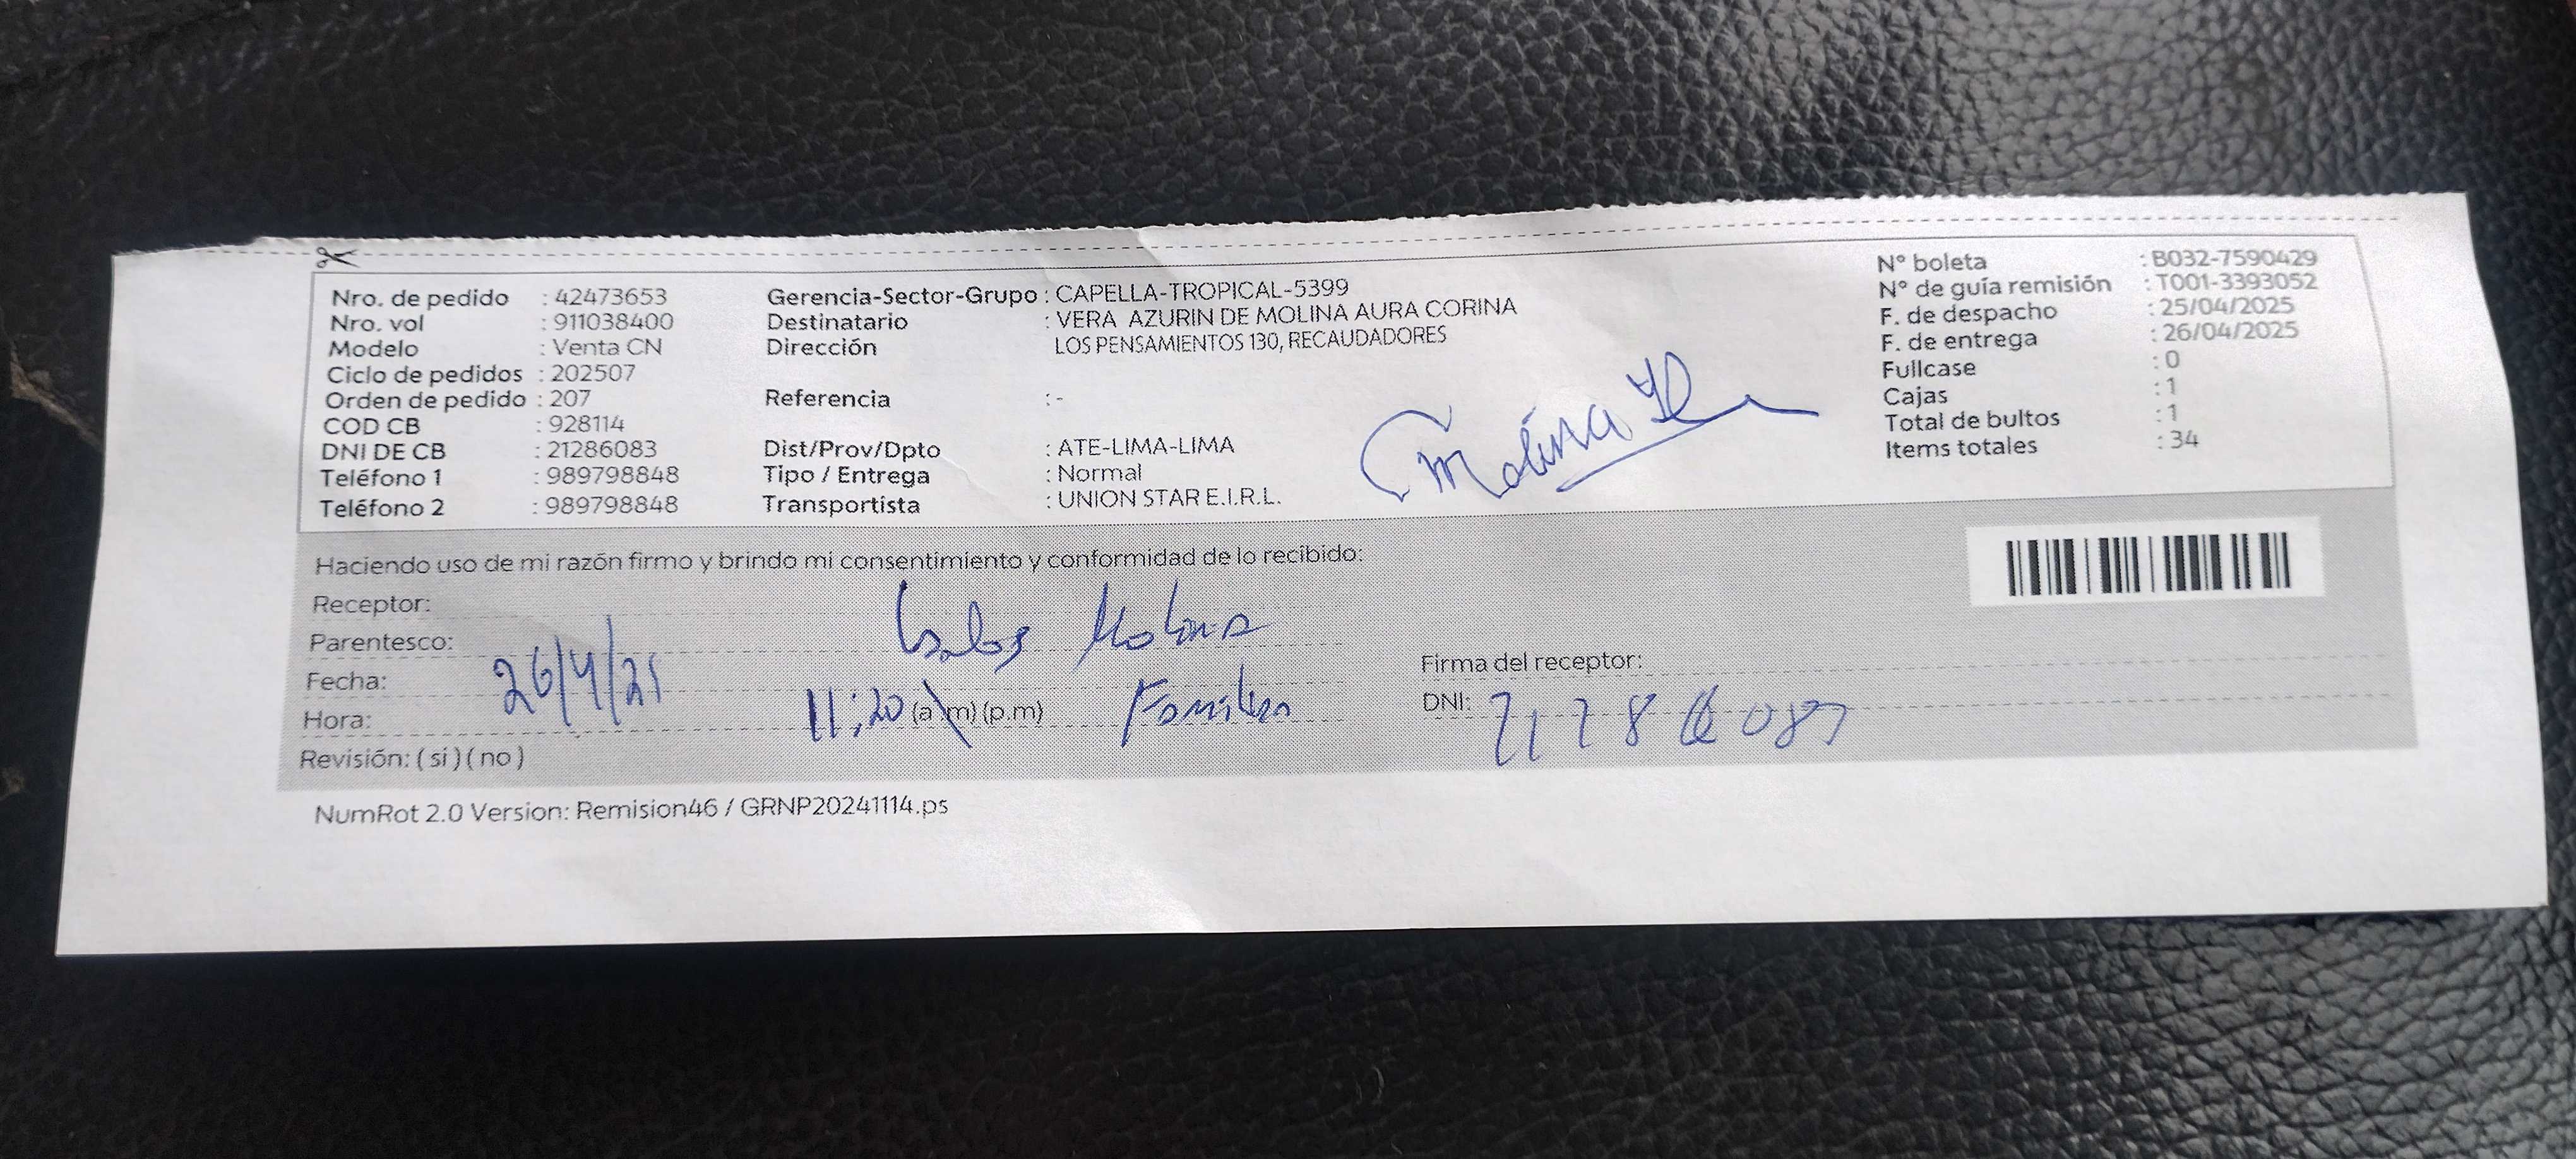 Nro. de pedido : 42473653
Nro. vol : 911038400
Modelo : Venta CN
Ciclo de pedidos : 202507
Orden de pedido : 207
COD CB : 928114
DNI DE CB : 21286083
Teléfono 1 : 989798848
Teléfono 2 : 989798848
Gerencia-Sector-Grupo : CAPELLA-TROPICAL-5399
Destinatario : VERA AZURIN DE MOLINA AURA CORINA
Dirección LOS PENSAMIENTOS 130, RECAUDADORES
Referencia : -
Dist/Prov/Dpto : ATE-LIMA-LIMA
Tipo / Entrega : Normal
Transportista : UNION STAR E.I.R.L.
Molina
N° boleta : B032-7590429
N° de guía remisión : T001-3393052
F. de despacho : 25/04/2025
F. de entrega : 26/04/2025
Fullcase : 0
Cajas : 1
Total de bultos : 1
Items totales : 34
Haciendo uso de mi razón firmo y brindo mi consentimiento y conformidad de lo recibido:
Receptor: Carlos Molina
Parentesco:
Fecha: 26/4/25
Hora: 11:20 (a.m) (p.m)
Revisión: ( si ) ( no )
Firma del receptor:
DNI:
NumRot 2.0 Version: Remision46 / GRNP20241114.ps